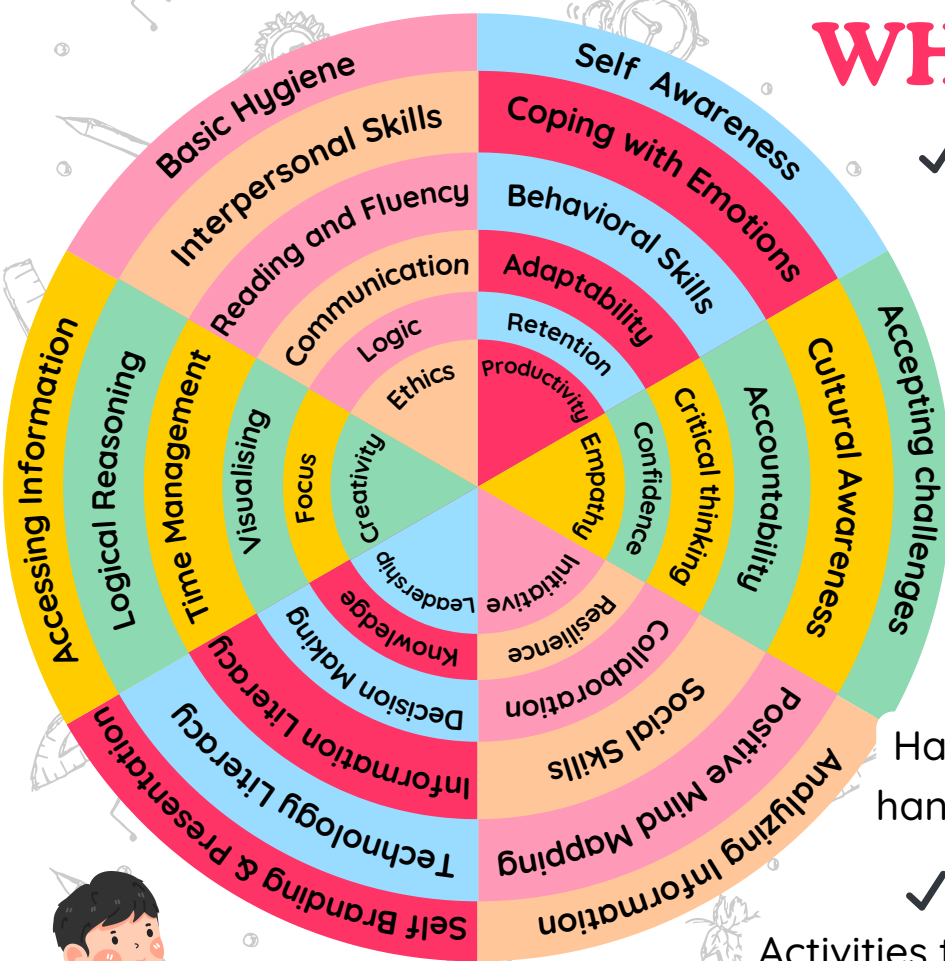 WH
Self Awareness
Coping with Emotions
Behavioral Skills
Adaptability
Retention
Productivity
Accepting challenges
Cultural Awareness
Accountability
Critical thinking
Confidence
Empathy
Analyzing Information
Positive Mind Mapping
Social Skills
Collaboration
Resilience
Initiative
Self Branding & Presentation
Technology Literacy
Information Literacy
Decision Making
Knowledge
Leadership
Accessing Information
Logical Reasoning
Time Management
Visualising
Focus
Creativity
Basic Hygiene
Interpersonal Skills
Reading and Fluency
Communication
Logic
Ethics
Ha
han
Activities